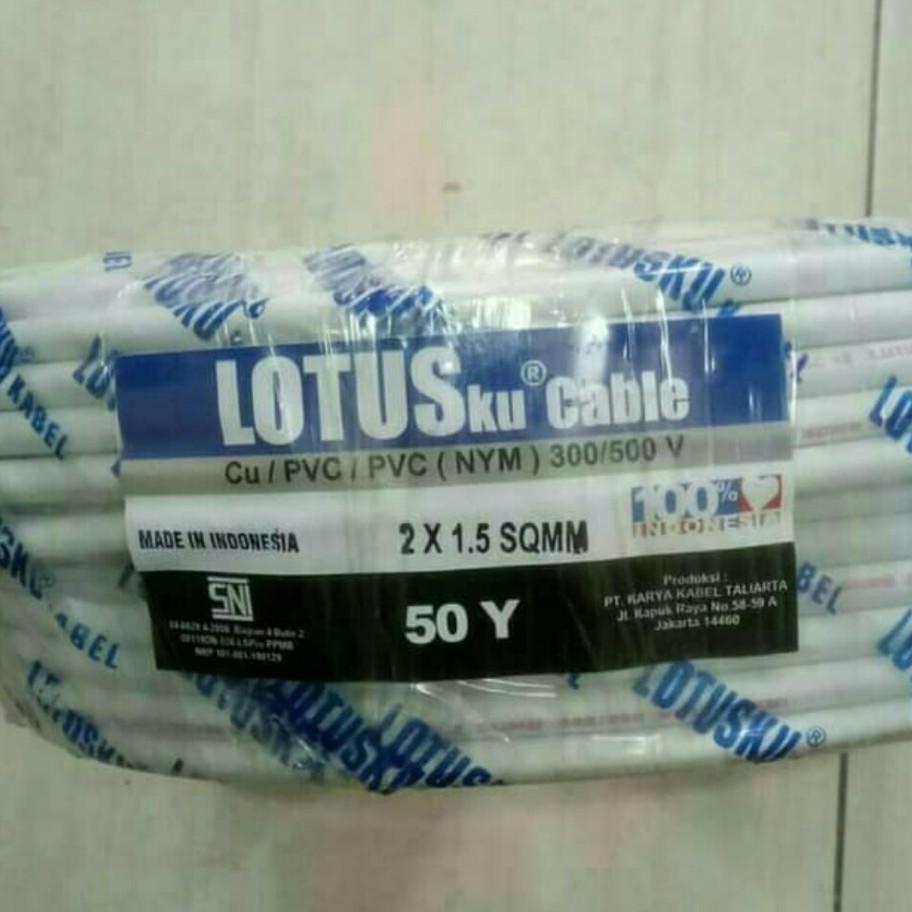 LOTUSKU®
LOTUSku® Cable
Cu / PVC / PVC ( NYM ) 300/500 V
MADE IN INDONESIA
2 X 1.5 SQMM
100%
INDONESIA
SNI
50 Y
Produksi :
PT. KARYA KABEL TALIARTA
Jl. Kapuk Raya No.58-59 A
Jakarta 14460
KABEL
LOTUSKU®
LOTUSKU